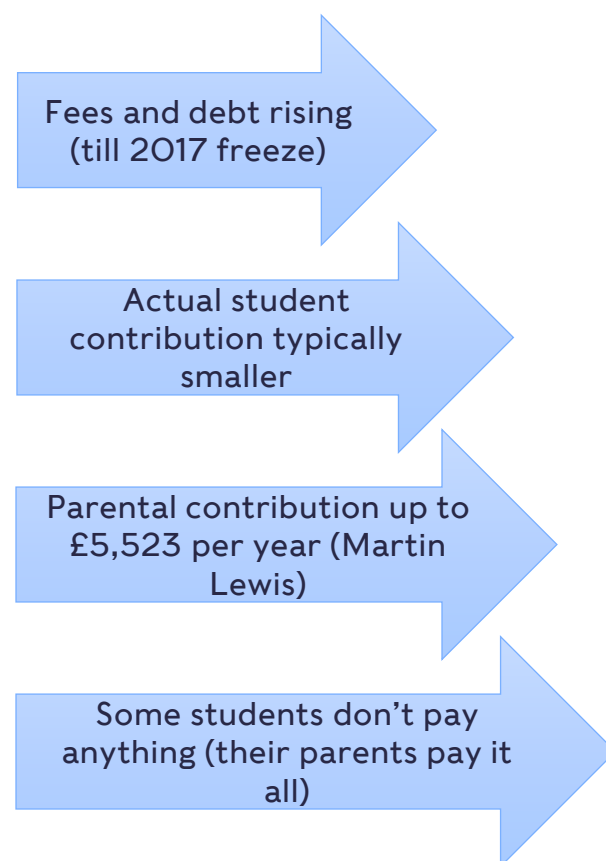 Fees and debt rising
(till 2017 freeze)
Actual student
contribution typically
smaller
Parental contribution up to
£5,523 per year (Martin
Lewis)
Some students don’t pay
anything (their parents pay it
all)